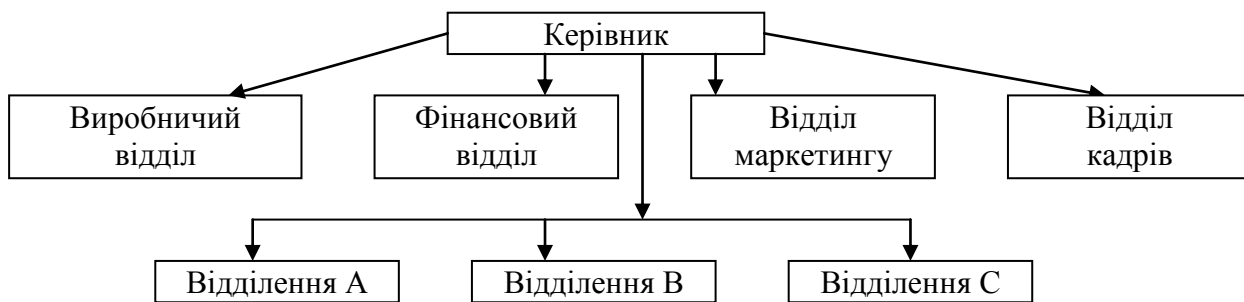 Керівник
Виробничий
відділ
Фінансовий
відділ
Відділ
маркетингу
Відділ
кадрів
Відділення А
Відділення В
Відділення С